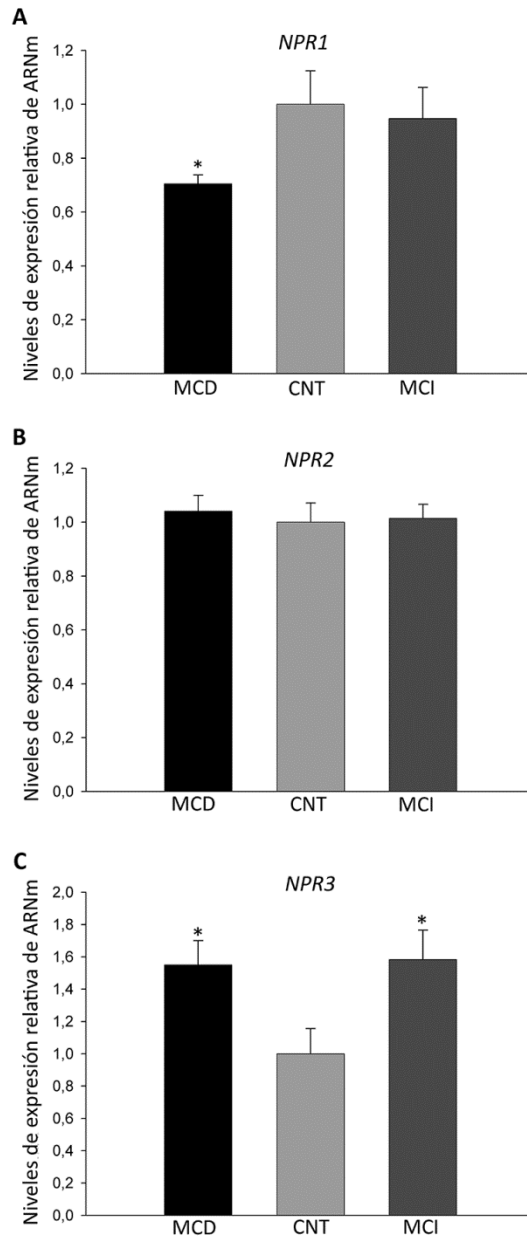 A
NPR1
Niveles de expresión relativa de ARNm
1,2
1,0
0,8
0,6
0,4
0,2
0,0
*
MCD CNT MCI
B
NPR2
Niveles de expresión relativa de ARNm
1,2
1,0
0,8
0,6
0,4
0,2
0,0
MCD CNT MCI
C
NPR3
Niveles de expresión relativa de ARNm
2,0
1,8
1,6
1,4
1,2
1,0
0,8
0,6
0,4
0,2
0,0
* *
MCD CNT MCI